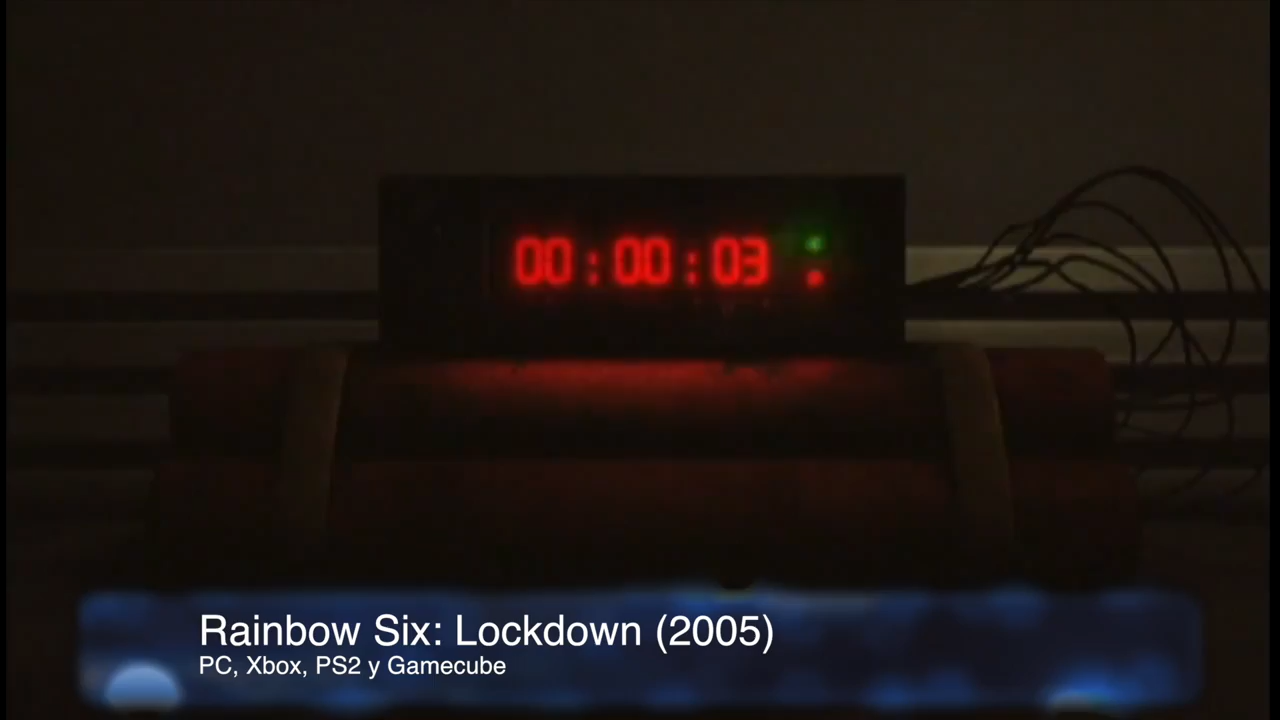 00:00:03
Rainbow Six: Lockdown (2005)
PC, Xbox, PS2 y Gamecube